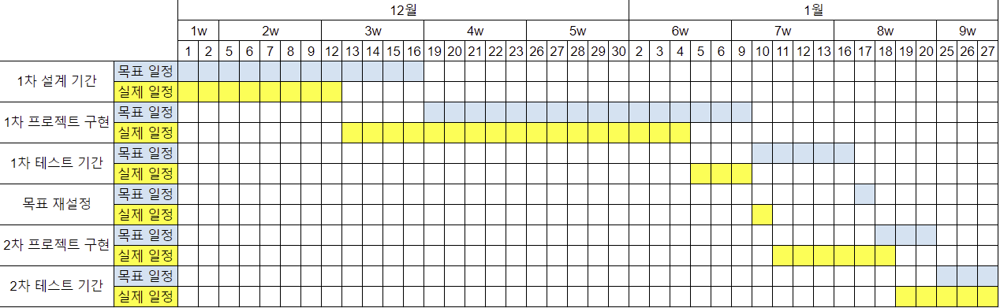 12월 1월
1w 2w 3w 4w 5w 6w 7w 8w 9w
1 2 5 6 7 8 9 12 13 14 15 16 19 20 21 22 23 26 27 28 29 30 2 3 4 5 6 9 10 11 12 13 16 17 18 19 20 25 26 27
1차 설계 기간
목표 일정
실제 일정
1차 프로젝트 구현
목표 일정
실제 일정
1차 테스트 기간
목표 일정
실제 일정
목표 재설정
목표 일정
실제 일정
2차 프로젝트 구현
목표 일정
실제 일정
2차 테스트 기간
목표 일정
실제 일정